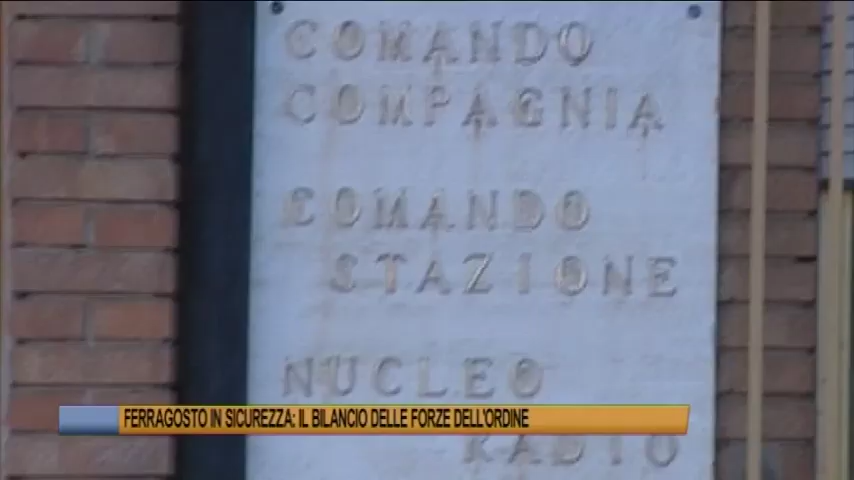 COMANDO
COMPAGNIA
COMANDO
STAZIONE
NUCLEO
FERRAGOSTO IN SICUREZZA: IL BILANCIO DELLE FORZE DELL'ORDINE
RADIO